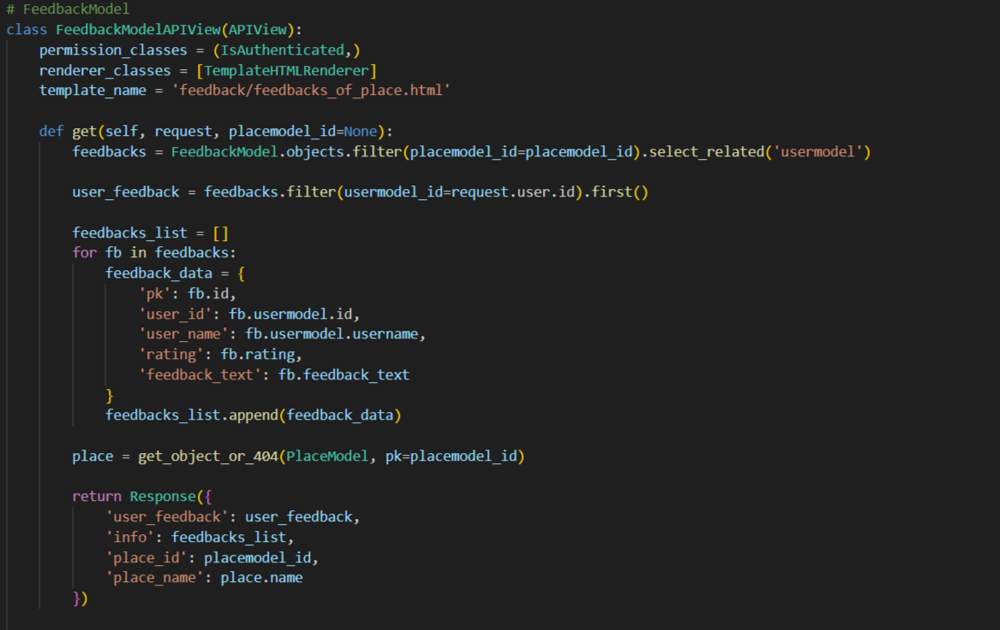 # FeedbackModel
class FeedbackModelAPIView(APIView):
    permission_classes = (IsAuthenticated,)
    renderer_classes = [TemplateHTMLRenderer]
    template_name = 'feedback/feedbacks_of_place.html'

    def get(self, request, placemodel_id=None):
        feedbacks = FeedbackModel.objects.filter(placemodel_id=placemodel_id).select_related('usermodel')

        user_feedback = feedbacks.filter(usermodel_id=request.user.id).first()

        feedbacks_list = []
        for fb in feedbacks:
            feedback_data = {
                'pk': fb.id,
                'user_id': fb.usermodel.id,
                'user_name': fb.usermodel.username,
                'rating': fb.rating,
                'feedback_text': fb.feedback_text
            }
            feedbacks_list.append(feedback_data)

        place = get_object_or_404(PlaceModel, pk=placemodel_id)

        return Response({
            'user_feedback': user_feedback,
            'info': feedbacks_list,
            'place_id': placemodel_id,
            'place_name': place.name
        })